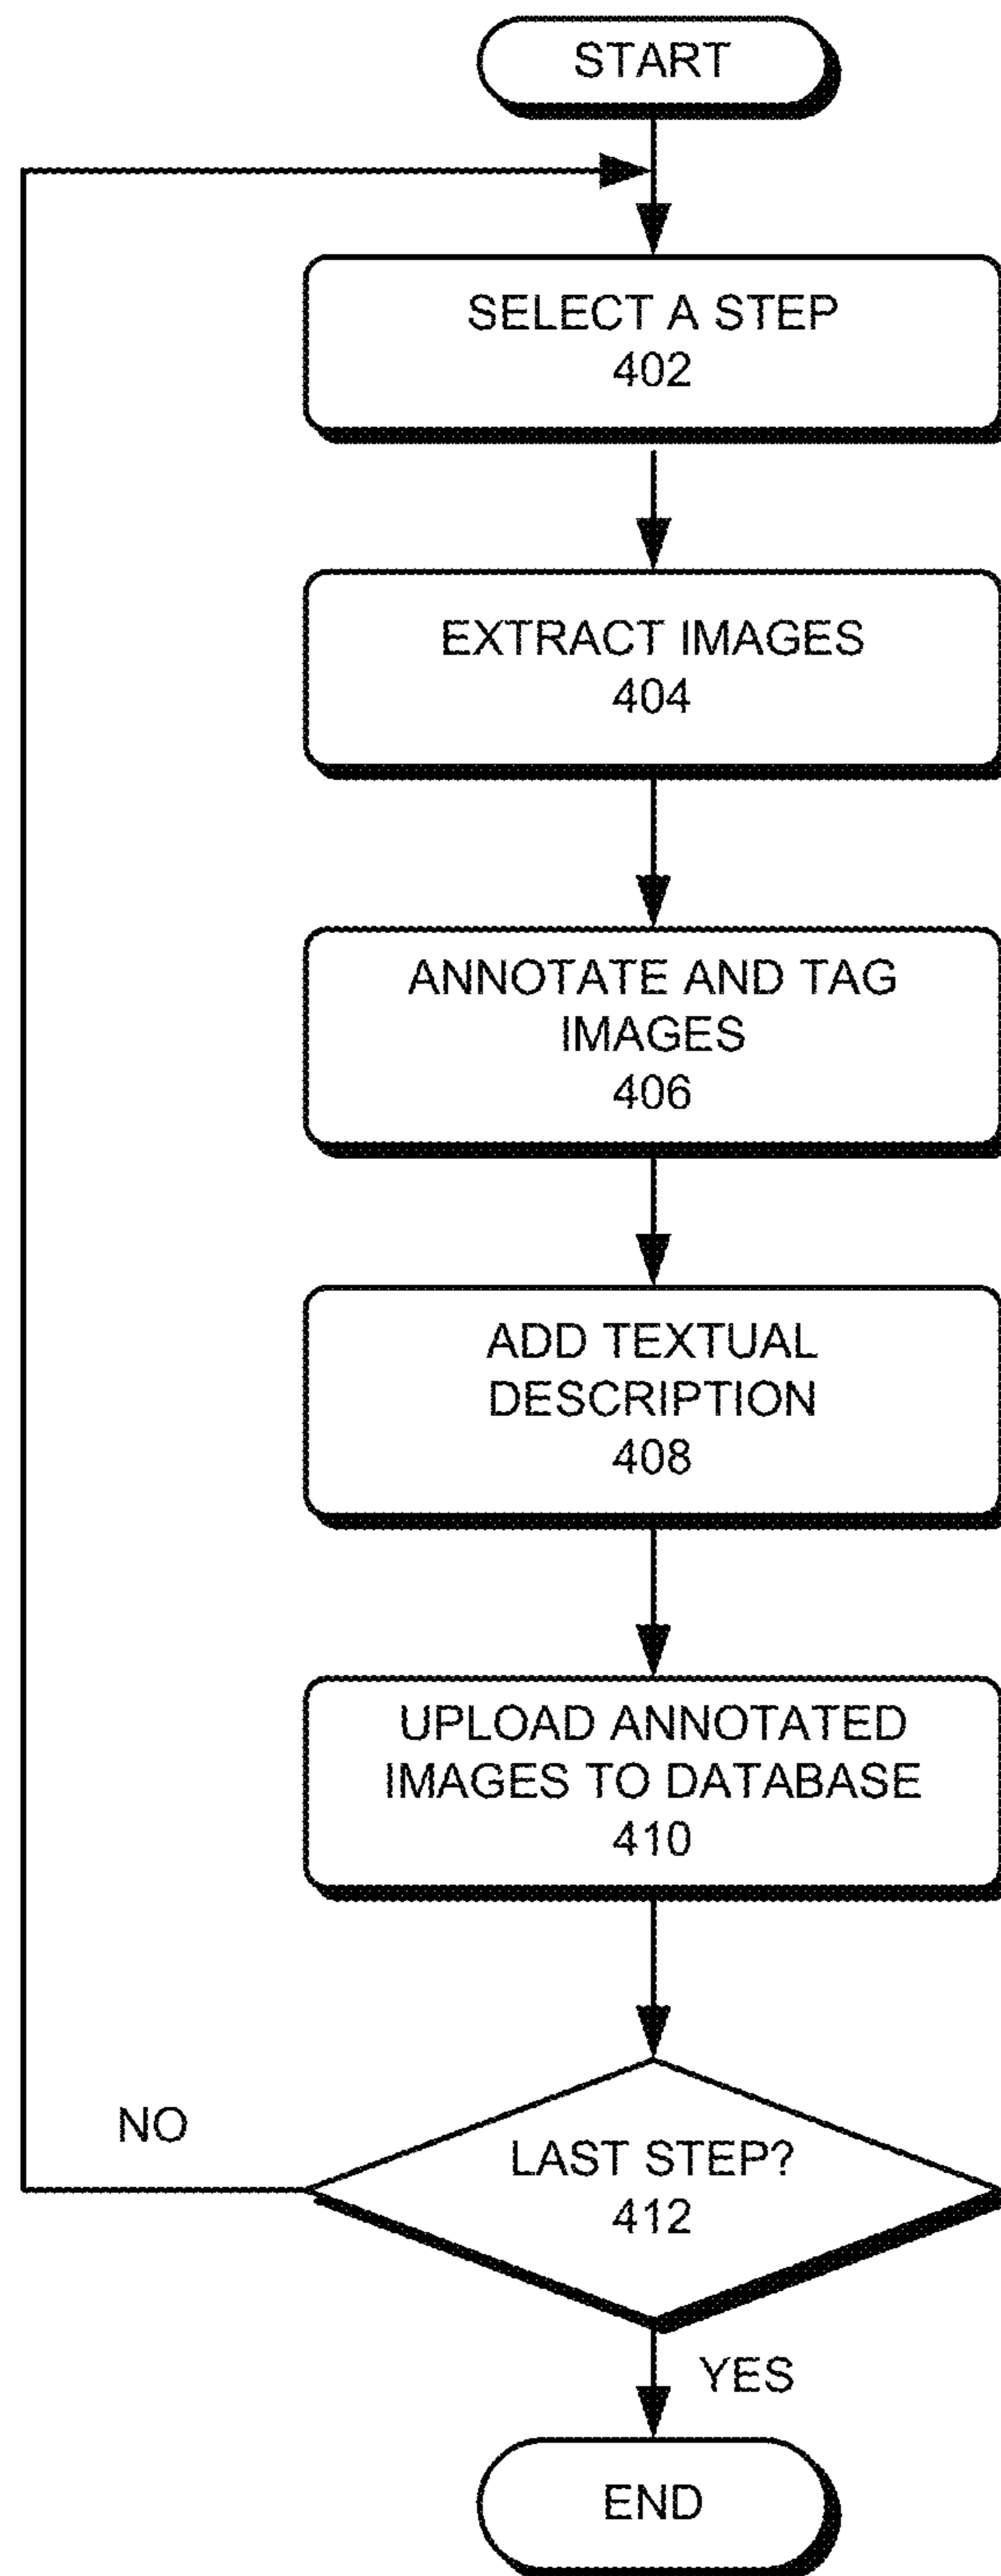 START
SELECT A STEP
402
EXTRACT IMAGES
404
ANNOTATE AND TAG
IMAGES
406
ADD TEXTUAL
DESCRIPTION
408
UPLOAD ANNOTATED
IMAGES TO DATABASE
410
NO
LAST STEP?
412
YES
END